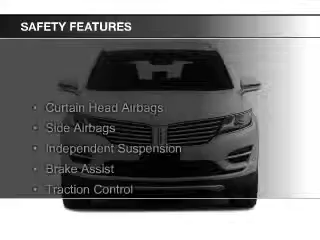 SAFETY FEATURES
• Curtain Head Airbags
• Side Airbags
• Independent Suspension
• Brake Assist
• Traction Control